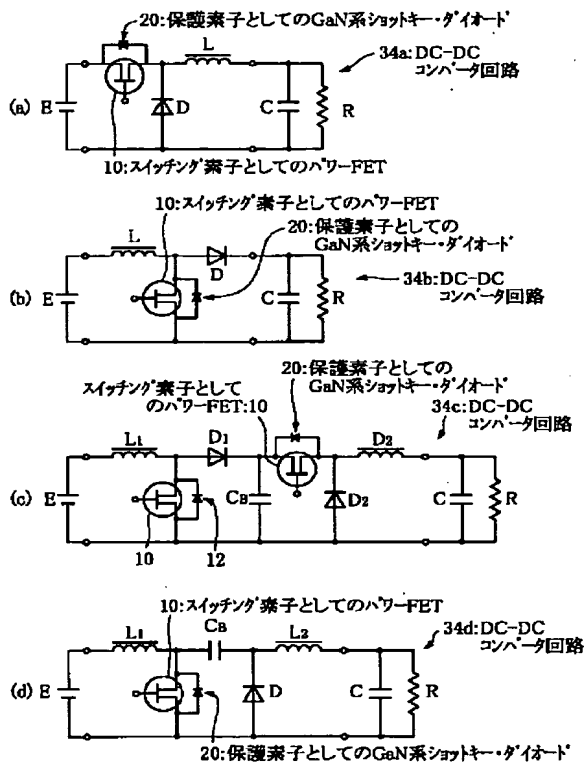 20:保護素子としてのGaN系ショットキー・ダイオード
L
34a:DC-DC
コンバータ回路
(a) E
D
C
R
10:スイッチング素子としてのパワーFET
10:スイッチング素子としてのパワーFET
20:保護素子としての
GaN系ショットキー・ダイオード
L
D
(b) E
C
R
34b:DC-DC
コンバータ回路
20:保護素子としての
GaN系ショットキー・ダイオード
スイッチング素子として
のパワーFET:10
34c:DC-DC
コンバータ回路
L1
D1
D2
(c) E
CB
D2
C
R
10
12
10:スイッチング素子としてのパワーFET
L1
CB
L2
34d:DC-DC
コンバータ回路
(d) E
D
C
R
20:保護素子としてのGaN系ショットキー・ダイオード